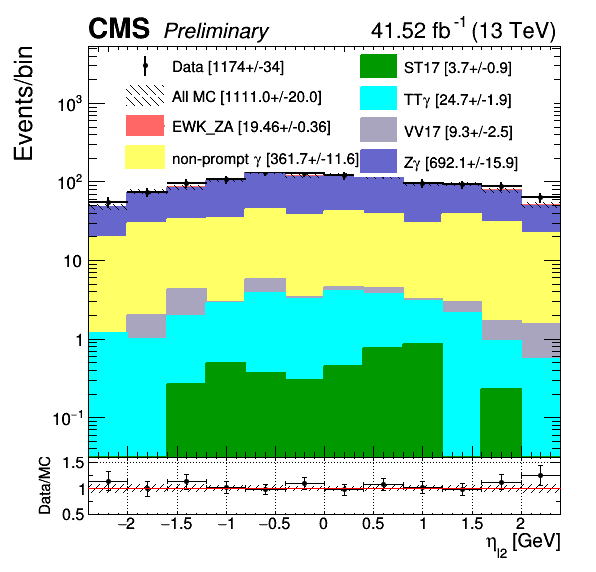 CMS Preliminary 41.52 fb⁻¹ (13 TeV)
Events/bin
Data [1174+/-34]
All MC [1111.0+/-20.0]
EWK_ZA [19.46+/-0.36]
non-prompt γ [361.7+/-11.6]
ST17 [3.7+/-0.9]
TTγ [24.7+/-1.9]
VV17 [9.3+/-2.5]
Zγ [692.1+/-15.9]
10³
10²
10
1
10⁻¹
Data/MC
1.5
1
0.5
−2 −1.5 −1 −0.5 0 0.5 1 1.5 2
η_l2 [GeV]